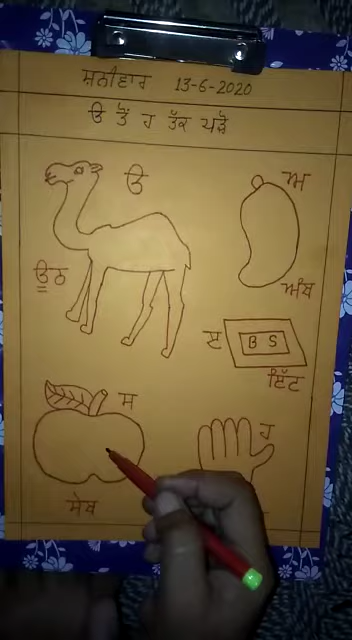 ਸ਼ਨੀਵਾਰ 13-6-2020
ੳ ਤੋਂ ਹ ਤੱਕ ਪੜੋ
ੳ
ਊਠ
ਅ
ਅੰਬ
ੲ
B S
ਇੱਟ
ਸ
ਸੇਬ
ਹ